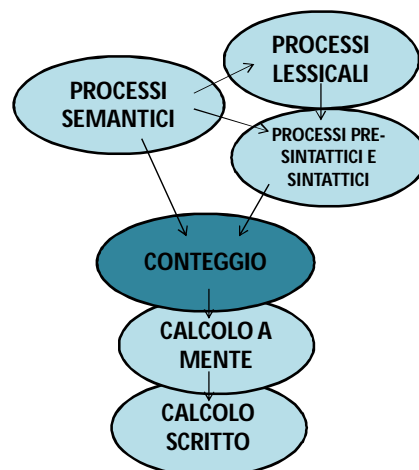 PROCESSI
LESSICALI
PROCESSI
SEMANTICI
PROCESSI PRE-
SINTATTICI E
SINTATTICI
CONTEGGIO
CALCOLO A
MENTE
CALCOLO
SCRITTO